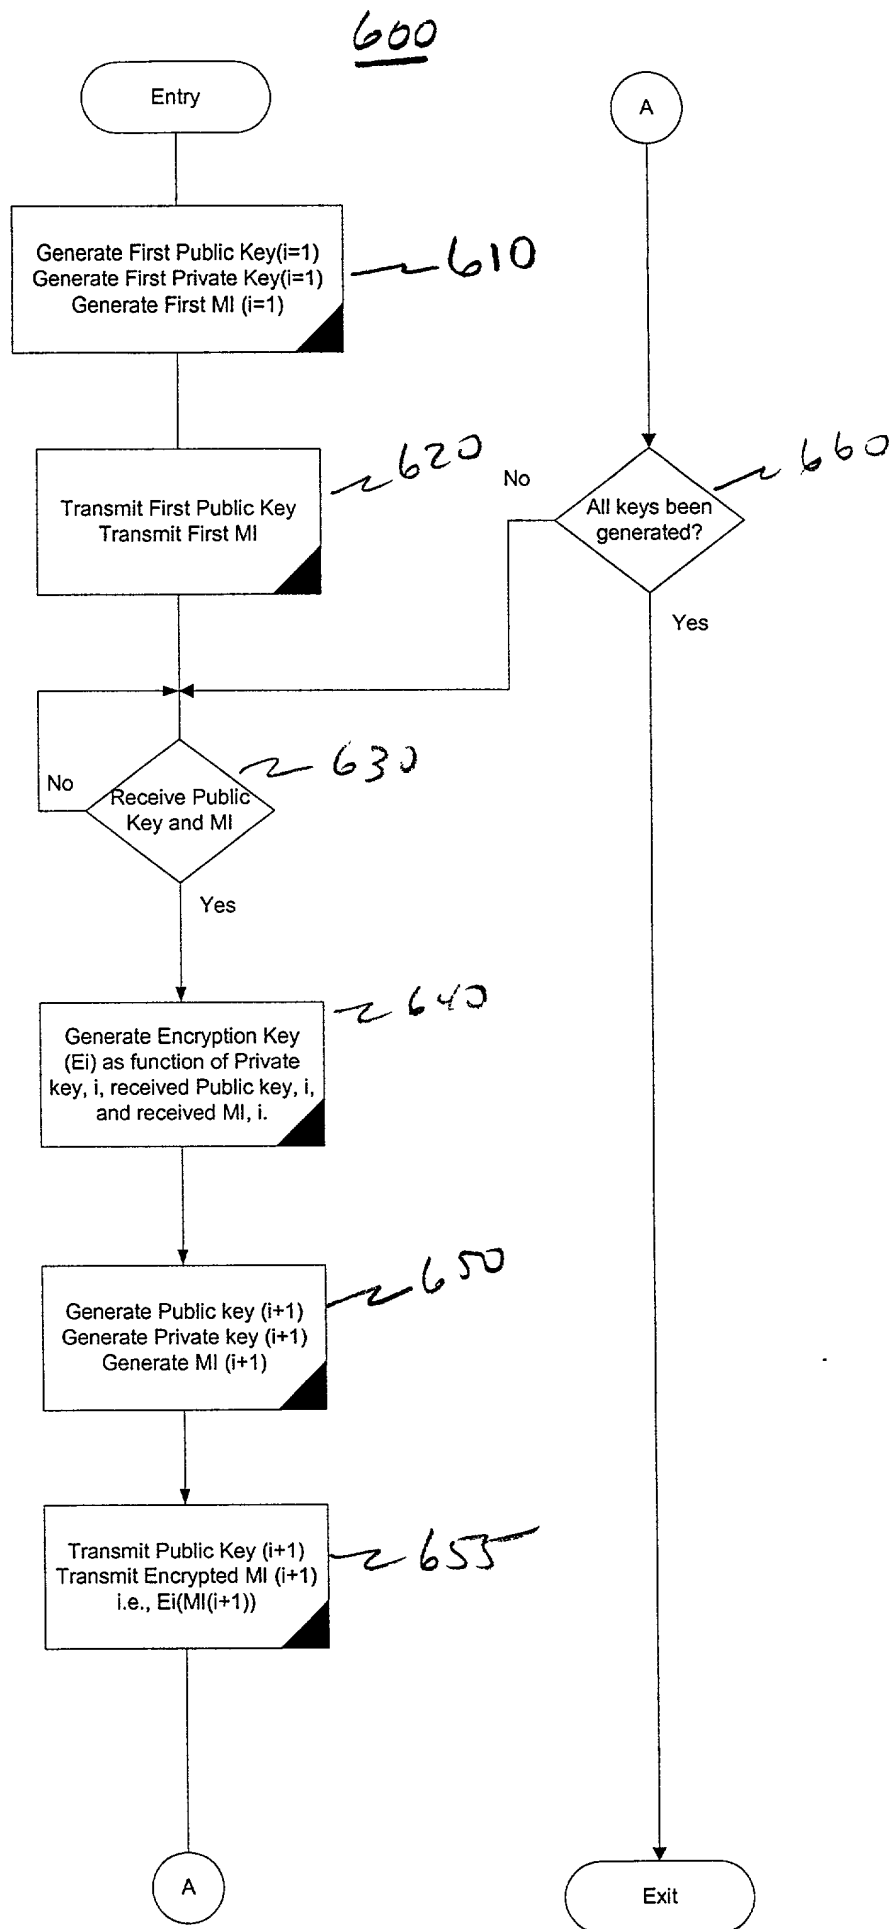 600
Entry
A
Generate First Public Key(i=1)
Generate First Private Key(i=1)
Generate First MI (i=1)
610
Transmit First Public Key
Transmit First MI
620
No
All keys been
generated?
660
Yes
No
Receive Public
Key and MI
630
Yes
Generate Encryption Key
(Ei) as function of Private
key, i, received Public key, i,
and received MI, i.
640
Generate Public key (i+1)
Generate Private key (i+1)
Generate MI (i+1)
650
Transmit Public Key (i+1)
Transmit Encrypted MI (i+1)
i.e., Ei(MI(i+1))
655
A
Exit